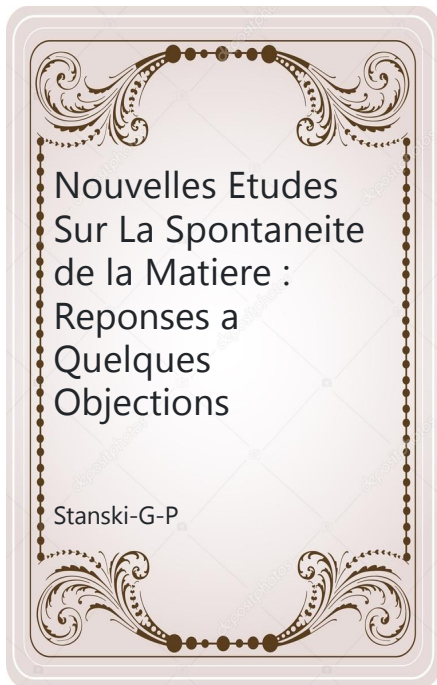 Nouvelles Etudes
Sur La Spontaneite
de la Matiere :
Reponses a
Quelques
Objections
Stanski-G-P